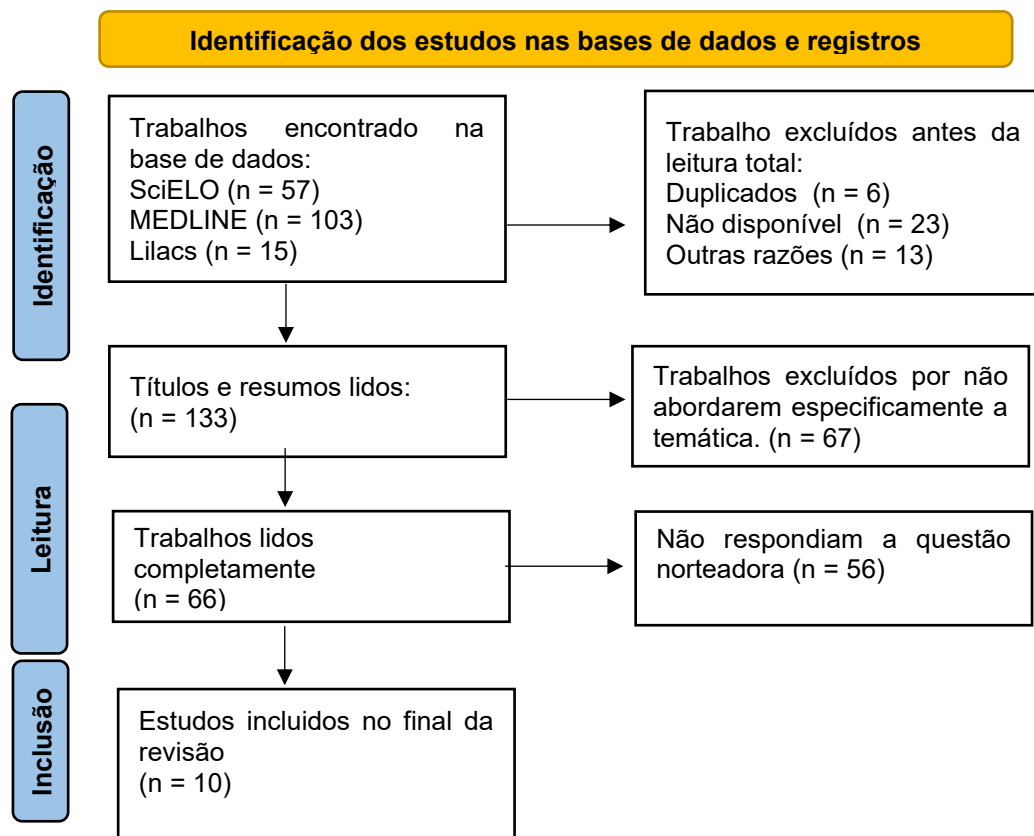 Identificação dos estudos nas bases de dados e registros
Identificação
Trabalhos encontrado na
base de dados:
SciELO (n = 57)
MEDLINE (n = 103)
Lilacs (n = 15)
Trabalho excluídos antes da
leitura total:
Duplicados (n = 6)
Não disponível (n = 23)
Outras razões (n = 13)
Títulos e resumos lidos:
(n = 133)
Trabalhos excluídos por não
abordarem especificamente a
temática. (n = 67)
Leitura
Trabalhos lidos
completamente
(n = 66)
Não respondiam a questão
norteadora (n = 56)
Inclusão
Estudos incluidos no final da
revisão
(n = 10)